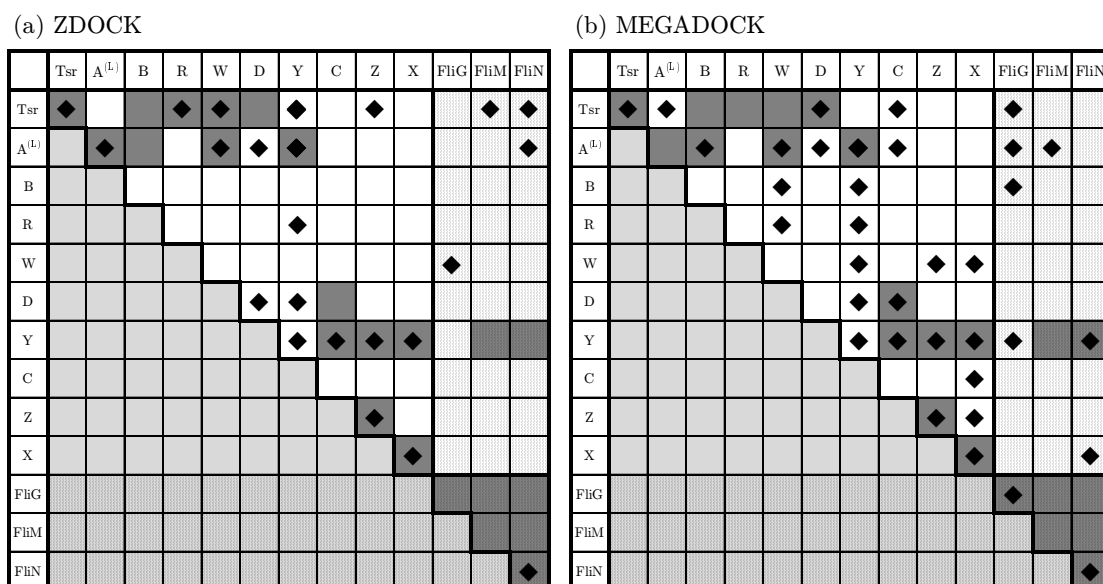 (a) ZDOCK
Tsr A(L) B R W D Y C Z X FliG FliM FliN
Tsr
A(L)
B
R
W
D
Y
C
Z
X
FliG
FliM
FliN
(b) MEGADOCK
Tsr A(L) B R W D Y C Z X FliG FliM FliN
Tsr
A(L)
B
R
W
D
Y
C
Z
X
FliG
FliM
FliN